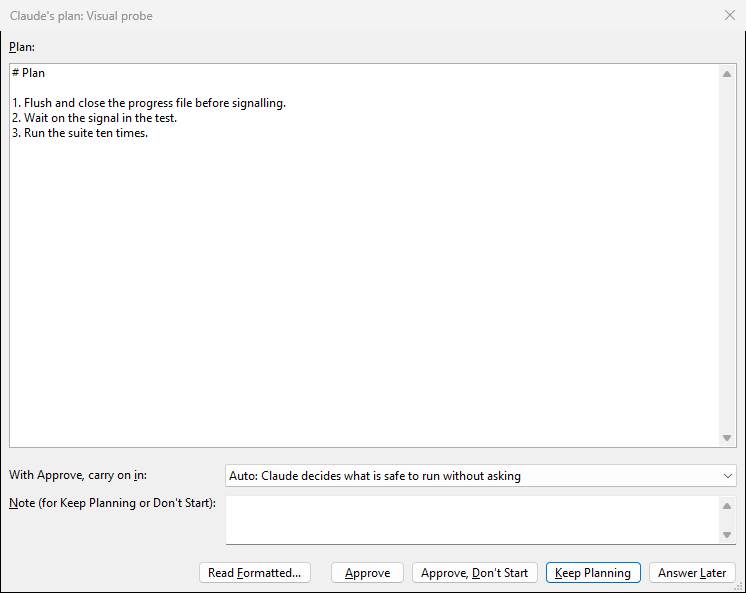 Claude's plan: Visual probe
Plan:
# Plan
1. Flush and close the progress file before signalling.
2. Wait on the signal in the test.
3. Run the suite ten times.
With Approve, carry on in:
Auto: Claude decides what is safe to run without asking
Note (for Keep Planning or Don't Start):
Read Formatted...
Approve
Approve, Don't Start
Keep Planning
Answer Later